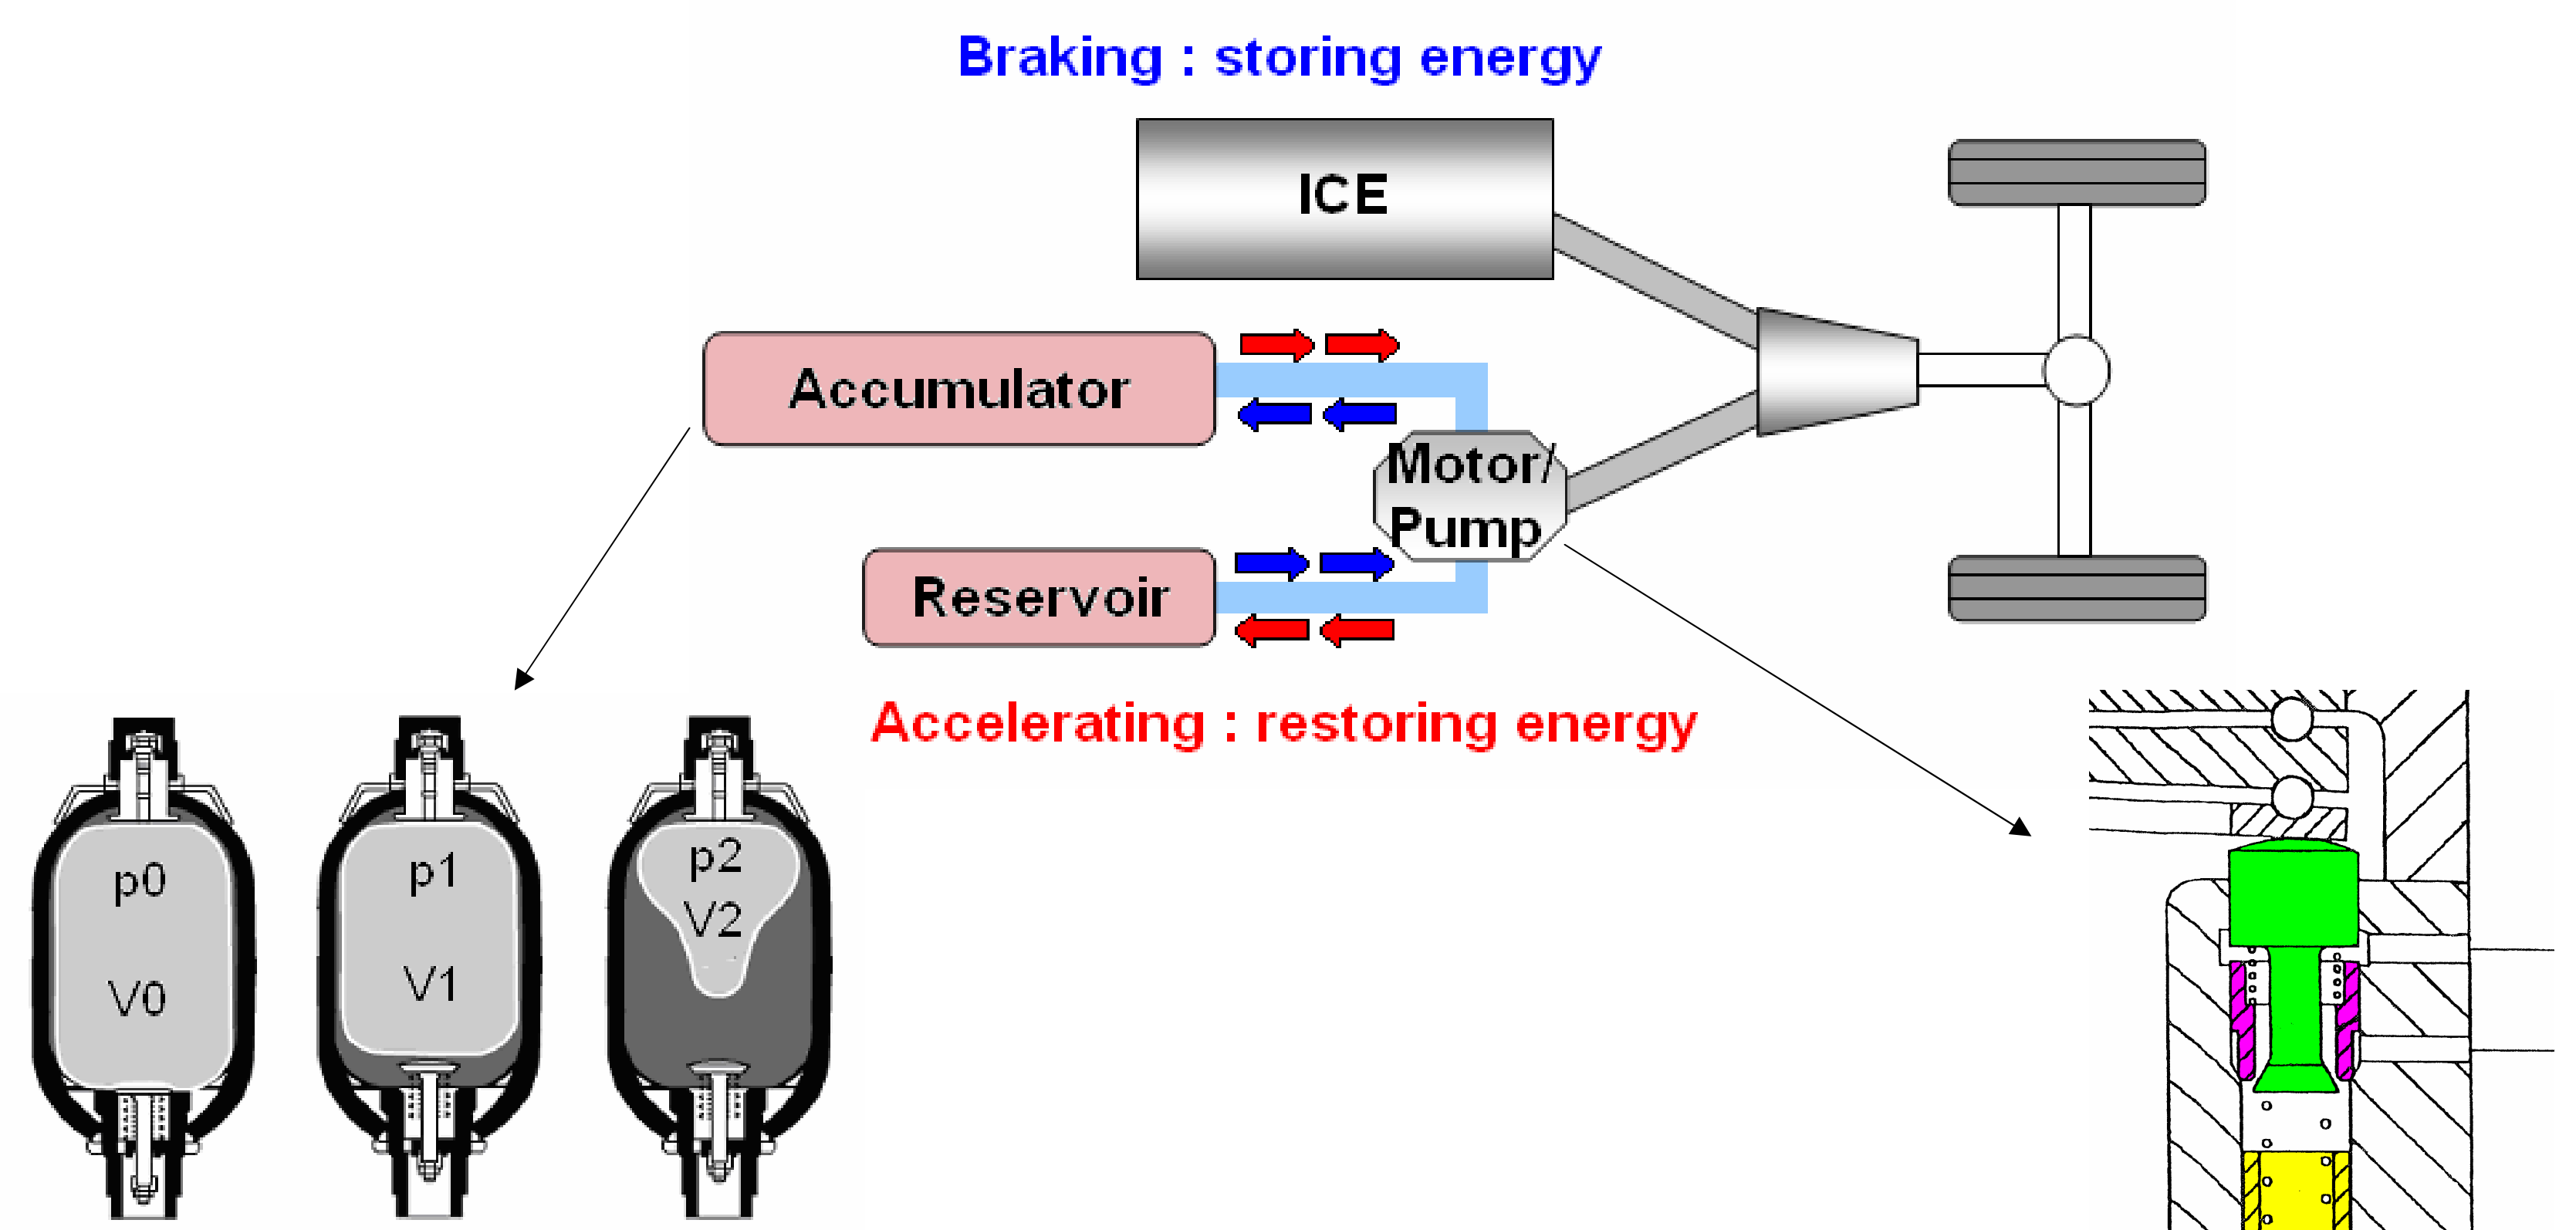 Braking : storing energy
ICE
Accumulator
Motor/
Pump
Reservoir
Accelerating : restoring energy
p0
V0
p1
V1
p2
V2